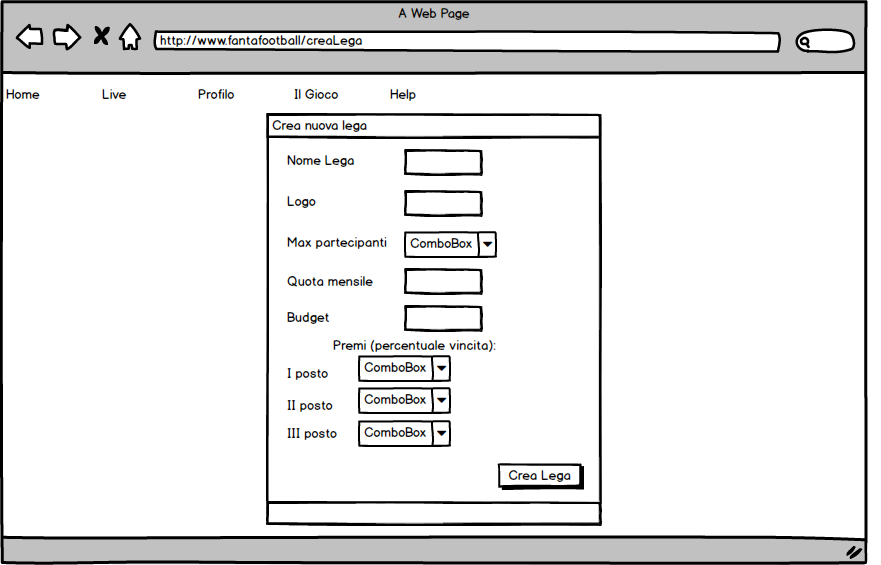 A Web Page
http://www.fantafootball/creaLega
Home Live Profilo Il Gioco Help
Crea nuova lega
Nome Lega
Logo
Max partecipanti ComboBox
Quota mensile
Budget
Premi (percentuale vincita):
I posto ComboBox
II posto ComboBox
III posto ComboBox
Crea Lega